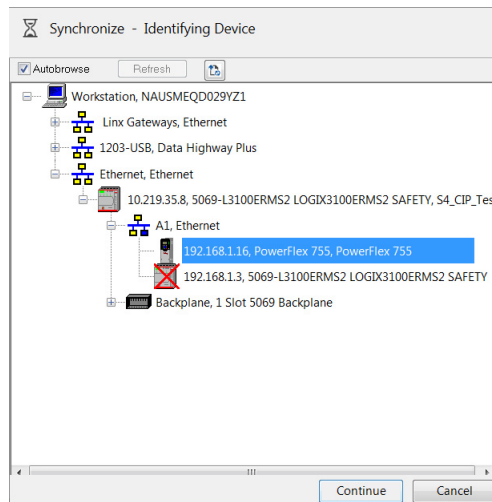 Synchronize - Identifying Device
Autobrowse Refresh
Workstation, NAUSMEQD029YZ1
Linx Gateways, Ethernet
1203-USB, Data Highway Plus
Ethernet, Ethernet
10.219.35.8, 5069-L3100ERMS2 LOGIX3100ERMS2 SAFETY, S4_CIP_Tes
A1, Ethernet
192.168.1.16, PowerFlex 755, PowerFlex 755
192.168.1.3, 5069-L3100ERMS2 LOGIX3100ERMS2 SAFETY
Backplane, 1 Slot 5069 Backplane
Continue Cancel